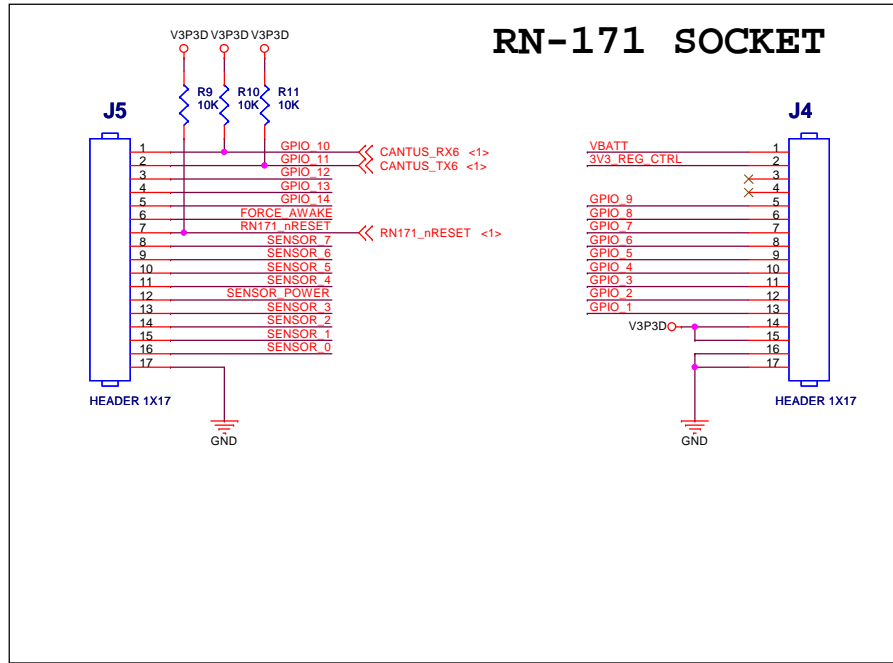 RN-171 SOCKET
V3P3D V3P3D V3P3D
R9 10K
R10 10K
R11 10K
J5
1 GPIO_10 CANTUS_RX6 <1>
2 GPIO_11 CANTUS_TX6 <1>
3 GPIO_12
4 GPIO_13
5 GPIO_14
6 FORCE_AWAKE
7 RN171_nRESET RN171_nRESET <1>
8 SENSOR_7
9 SENSOR_6
10 SENSOR_5
11 SENSOR_4
12 SENSOR_POWER
13 SENSOR_3
14 SENSOR_2
15 SENSOR_1
16 SENSOR_0
17
HEADER 1X17
GND
J4
VBATT 1
3V3_REG_CTRL 2
3
4
GPIO_9 5
GPIO_8 6
GPIO_7 7
GPIO_6 8
GPIO_5 9
GPIO_4 10
GPIO_3 11
GPIO_2 12
GPIO_1 13
V3P3D 14
15
16
17
HEADER 1X17
GND